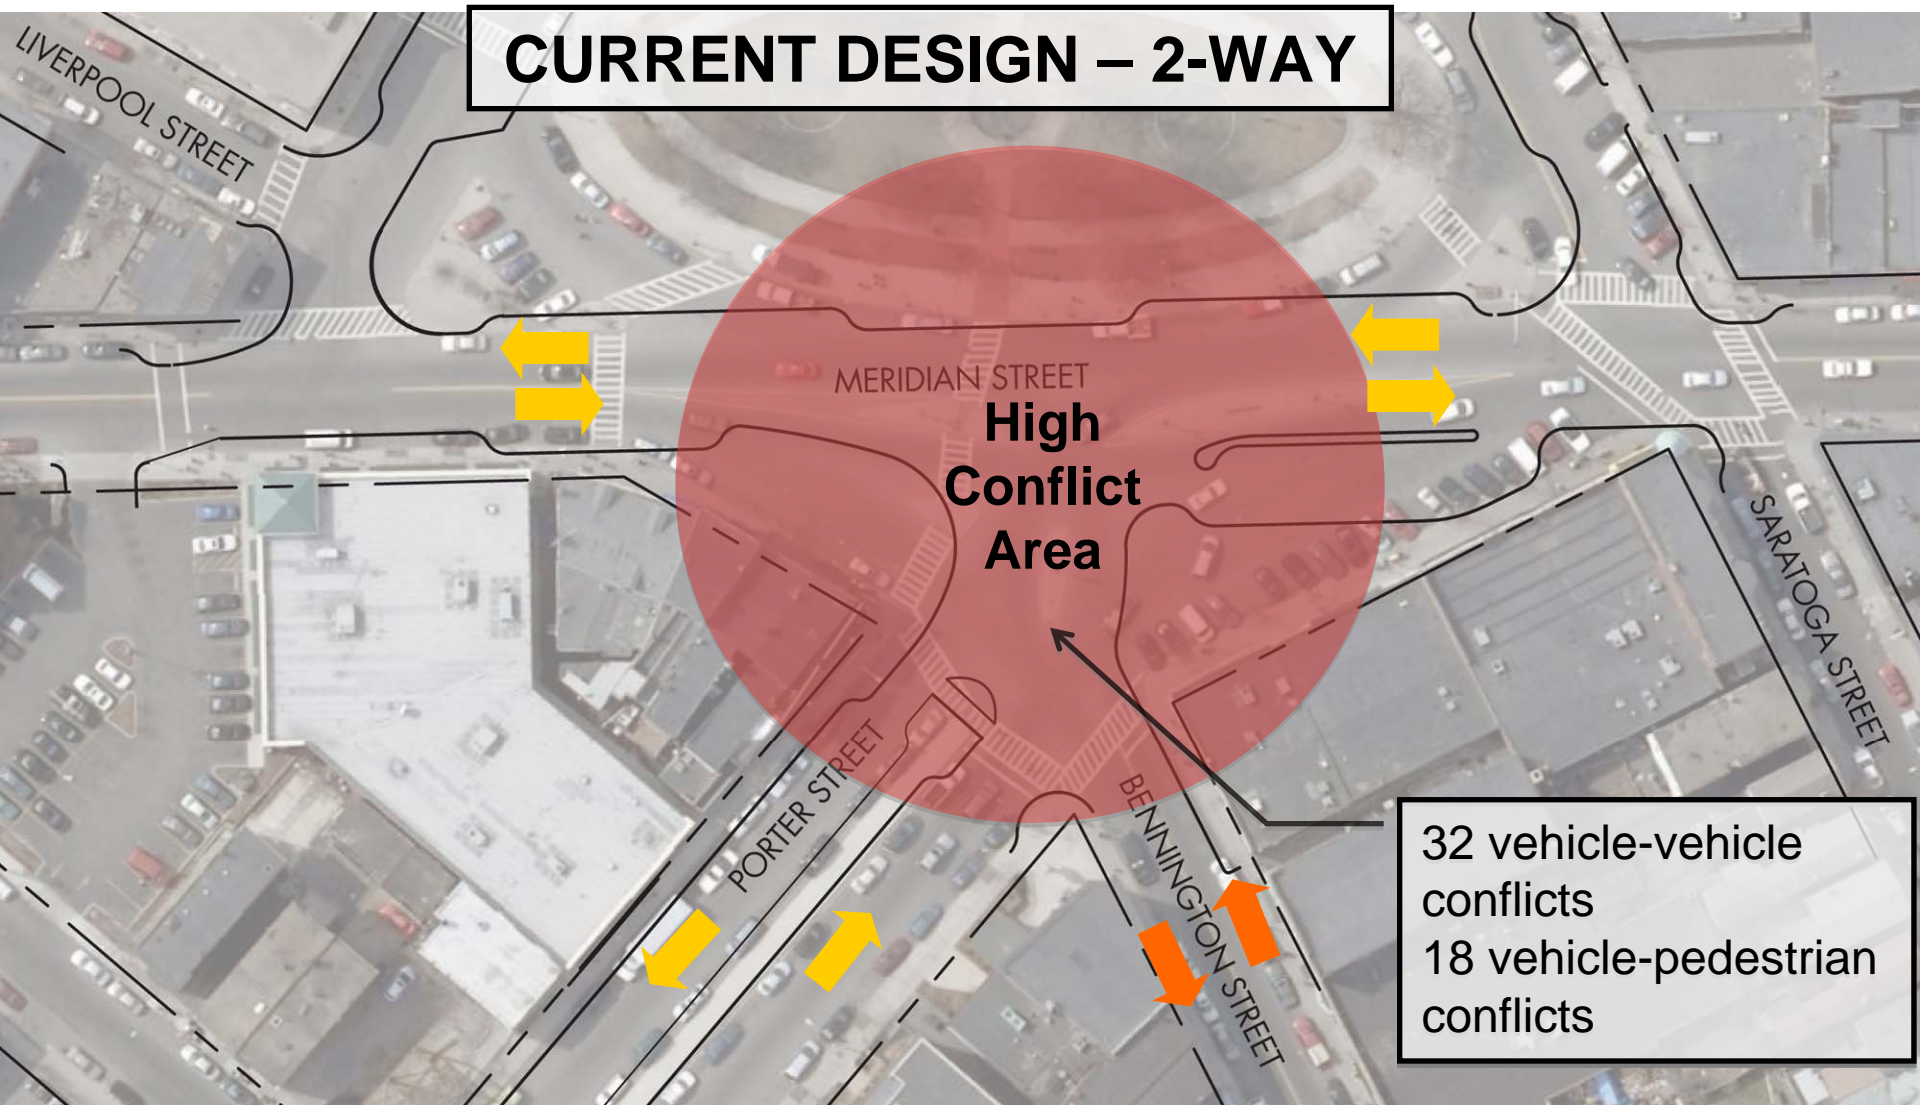 CURRENT DESIGN – 2-WAY
LIVERPOOL STREET
MERIDIAN STREET
High
Conflict
Area
SARATOGA STREET
PORTER STREET
BENNINGTON STREET
32 vehicle-vehicle
conflicts
18 vehicle-pedestrian
conflicts